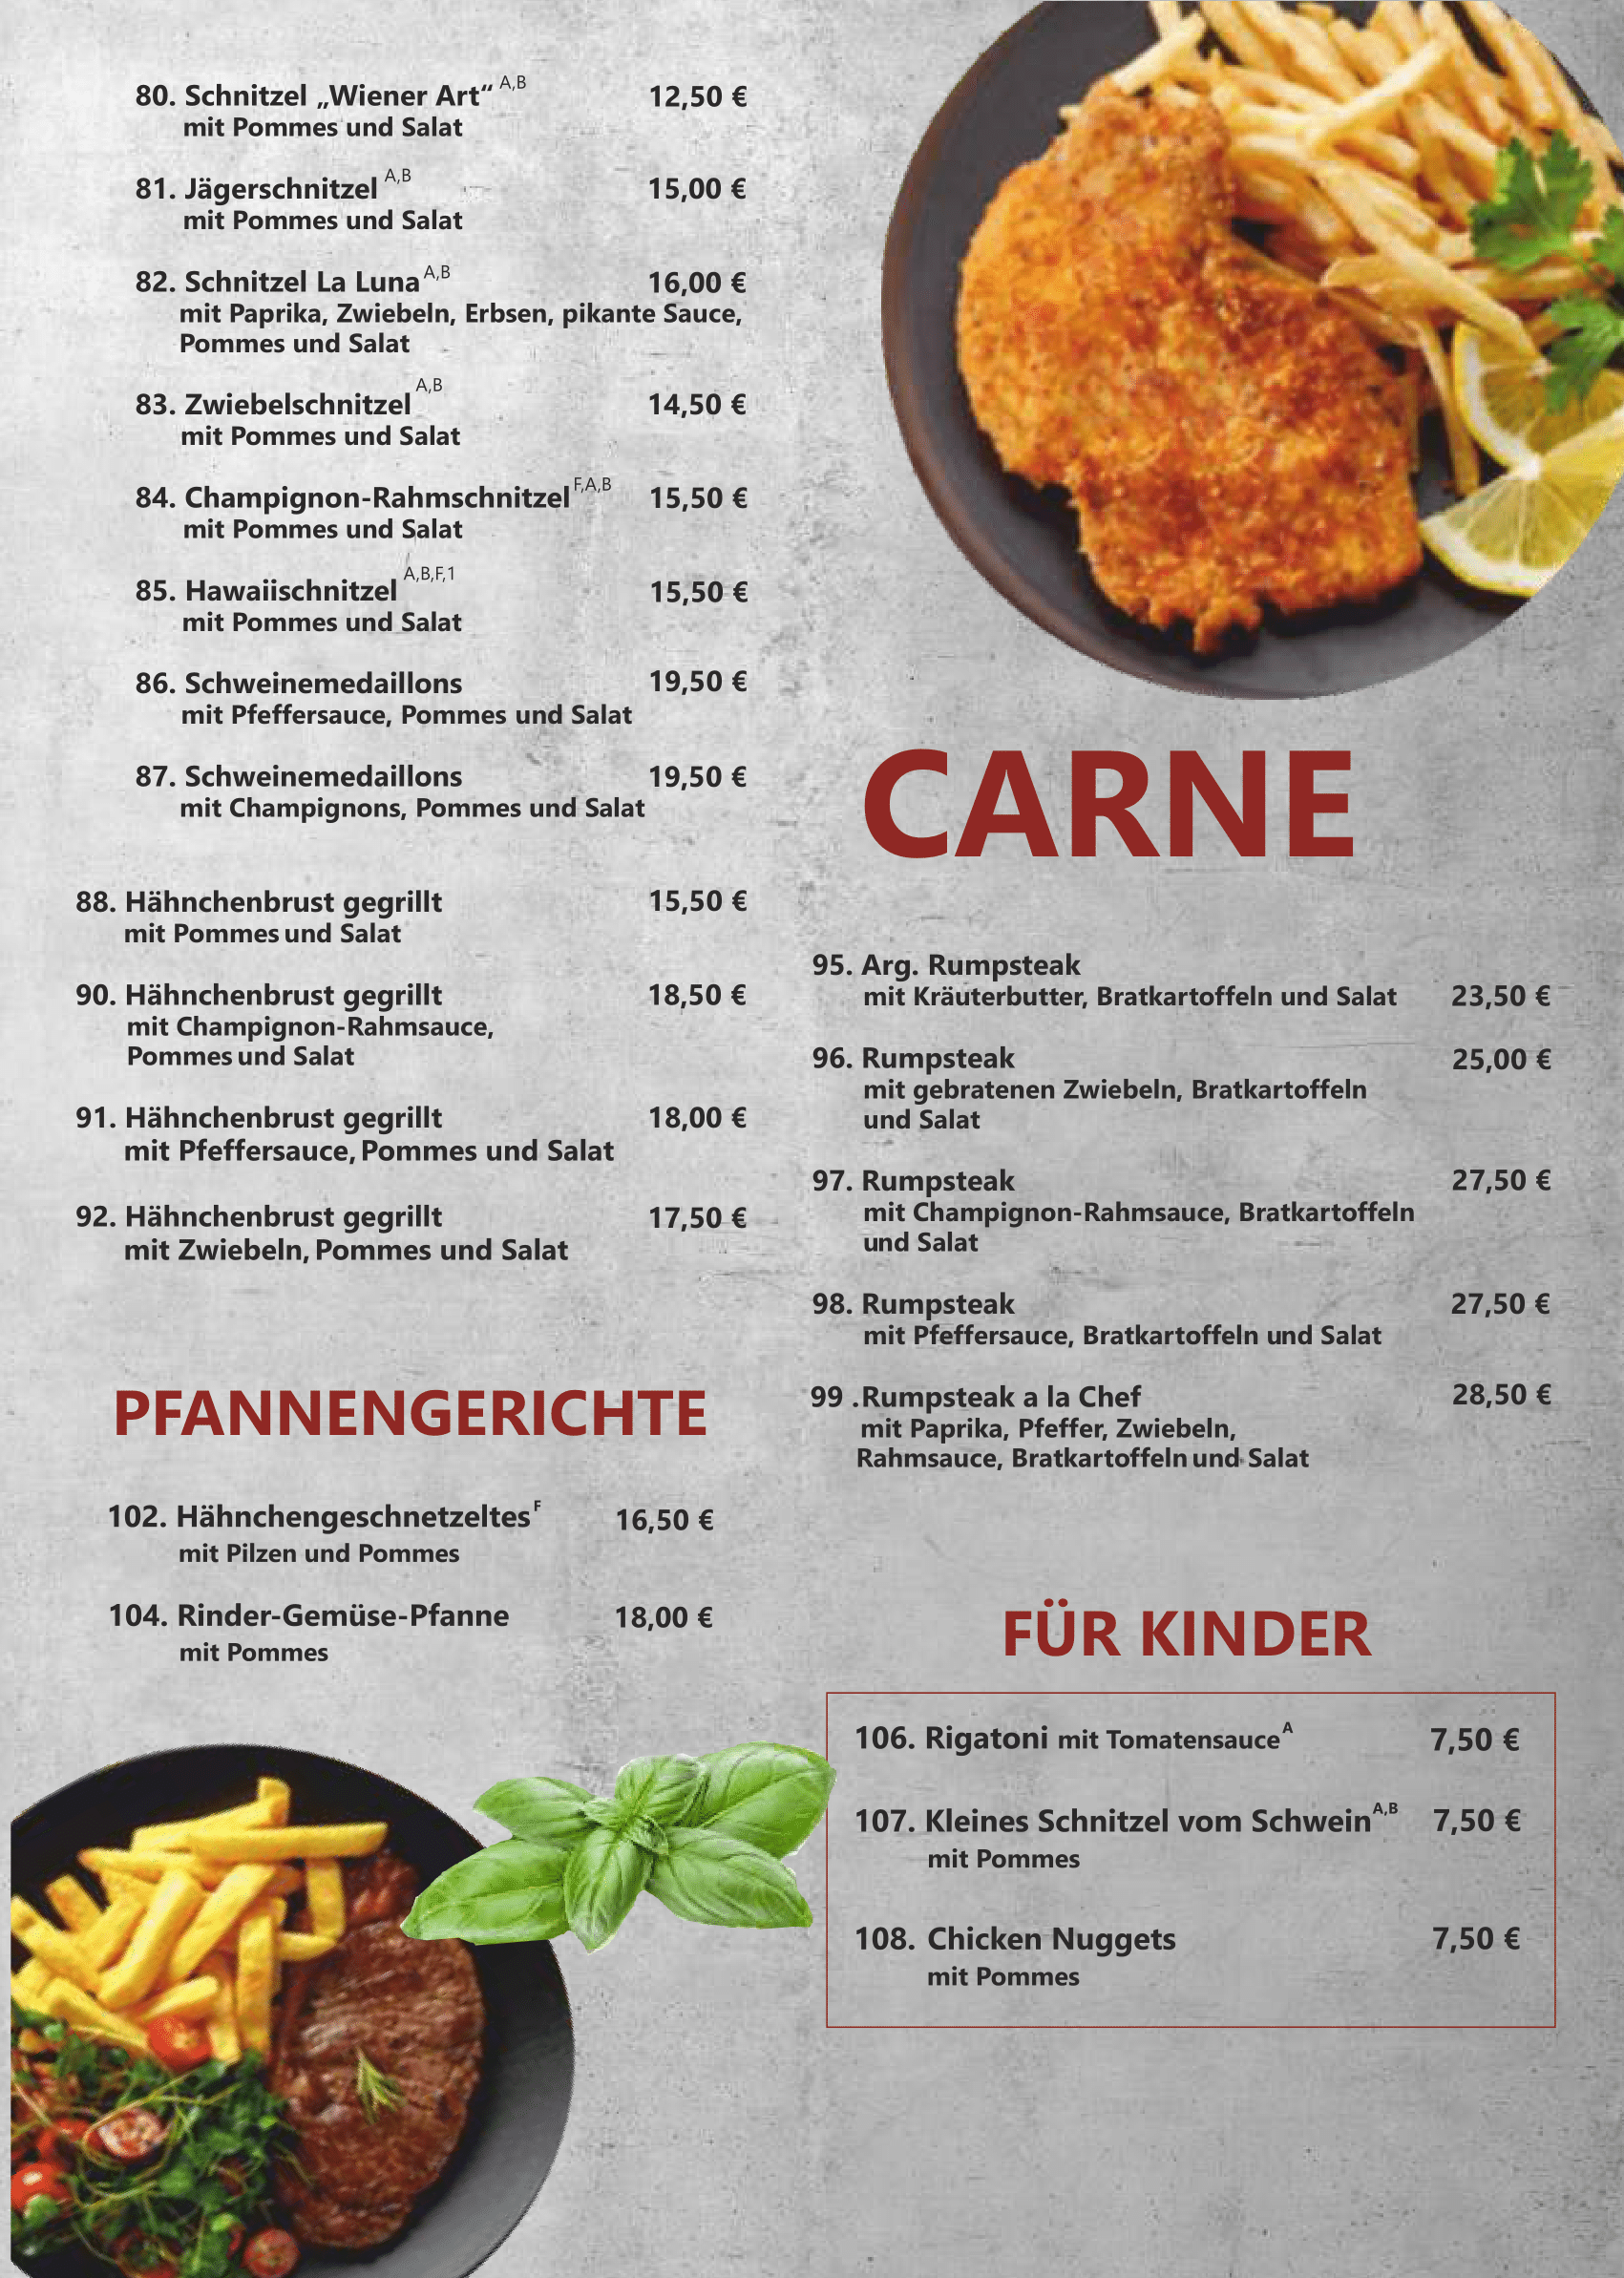 80. Schnitzel „Wiener Art“ A,B 12,50 €
mit Pommes und Salat
81. Jägerschnitzel A,B 15,00 €
mit Pommes und Salat
82. Schnitzel La Luna A,B 16,00 €
mit Paprika, Zwiebeln, Erbsen, pikante Sauce,
Pommes und Salat
83. Zwiebelschnitzel A,B 14,50 €
mit Pommes und Salat
84. Champignon-Rahmschnitzel F,A,B 15,50 €
mit Pommes und Salat
85. Hawaiischnitzel A,B,F,1 15,50 €
mit Pommes und Salat
86. Schweinemedaillons 19,50 €
mit Pfeffersauce, Pommes und Salat
87. Schweinemedaillons 19,50 €
mit Champignons, Pommes und Salat
88. Hähnchenbrust gegrillt 15,50 €
mit Pommes und Salat
90. Hähnchenbrust gegrillt 18,50 €
mit Champignon-Rahmsauce,
Pommes und Salat
91. Hähnchenbrust gegrillt 18,00 €
mit Pfeffersauce, Pommes und Salat
92. Hähnchenbrust gegrillt 17,50 €
mit Zwiebeln, Pommes und Salat
PFANNENGERICHTE
102. Hähnchengeschnetzeltes F 16,50 €
mit Pilzen und Pommes
104. Rinder-Gemüse-Pfanne 18,00 €
mit Pommes
CARNE
95. Arg. Rumpsteak
mit Kräuterbutter, Bratkartoffeln und Salat 23,50 €
96. Rumpsteak 25,00 €
mit gebratenen Zwiebeln, Bratkartoffeln
und Salat
97. Rumpsteak 27,50 €
mit Champignon-Rahmsauce, Bratkartoffeln
und Salat
98. Rumpsteak 27,50 €
mit Pfeffersauce, Bratkartoffeln und Salat
99 .Rumpsteak a la Chef 28,50 €
mit Paprika, Pfeffer, Zwiebeln,
Rahmsauce, Bratkartoffeln und Salat
FÜR KINDER
106. Rigatoni mit Tomatensauce A 7,50 €
107. Kleines Schnitzel vom Schwein A,B 7,50 €
mit Pommes
108. Chicken Nuggets 7,50 €
mit Pommes